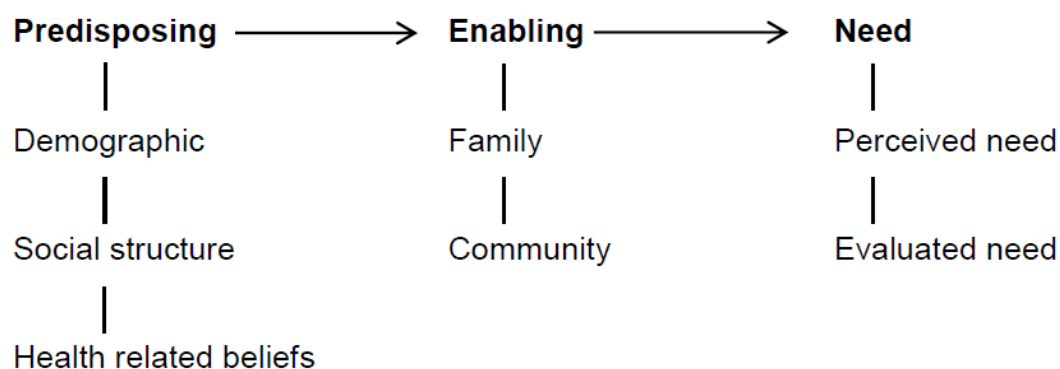 Predisposing Enabling Need
Demographic Family Perceived need
Social structure Community Evaluated need
Health related beliefs